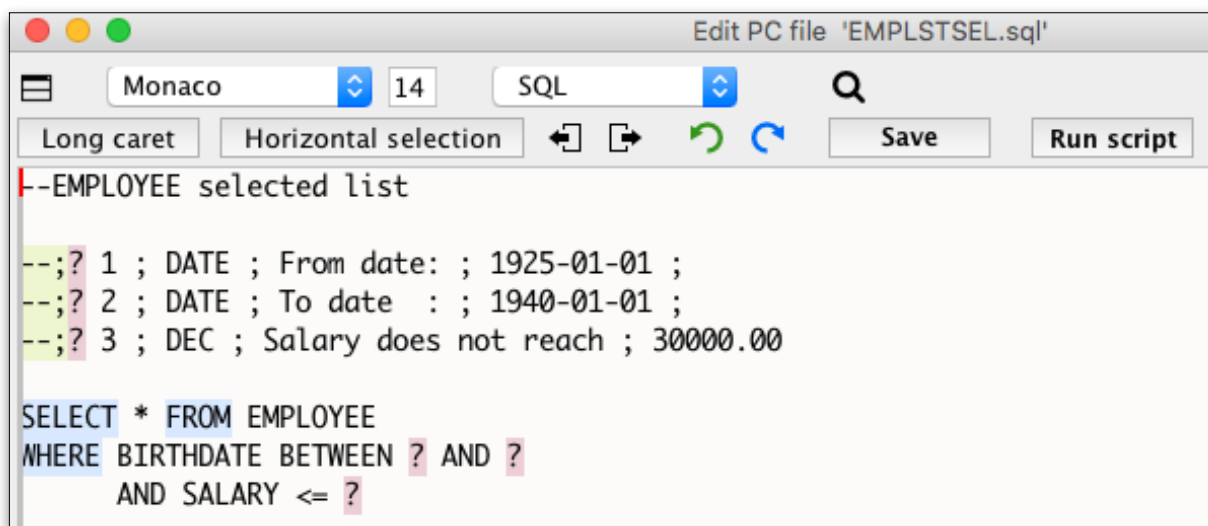 Edit PC file 'EMPLSTSEL.sql'
Monaco 14 SQL
Long caret Horizontal selection Save Run script
--EMPLOYEE selected list
--;? 1 ; DATE ; From date: ; 1925-01-01 ;
--;? 2 ; DATE ; To date  : ; 1940-01-01 ;
--;? 3 ; DEC ; Salary does not reach ; 30000.00
SELECT * FROM EMPLOYEE
WHERE BIRTHDATE BETWEEN ? AND ?
      AND SALARY <= ?